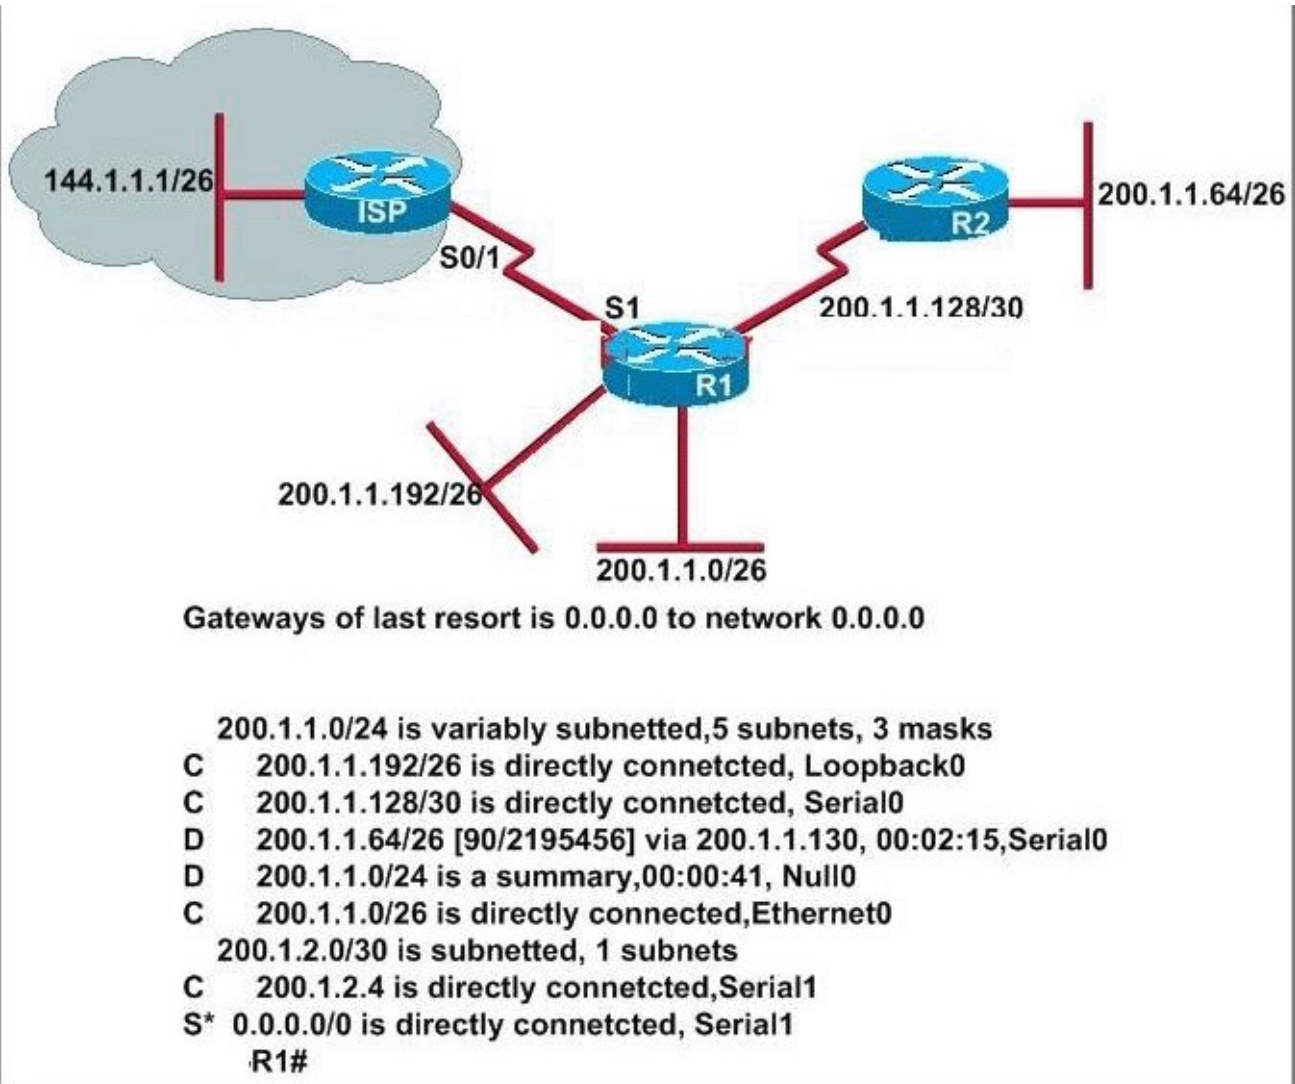 144.1.1.1/26
ISP
S0/1
R2
200.1.1.64/26
200.1.1.128/30
S1
R1
200.1.1.192/26
200.1.1.0/26
Gateways of last resort is 0.0.0.0 to network 0.0.0.0
200.1.1.0/24 is variably subnetted,5 subnets, 3 masks
C 200.1.1.192/26 is directly connetcted, Loopback0
C 200.1.1.128/30 is directly connetcted, Serial0
D 200.1.1.64/26 [90/2195456] via 200.1.1.130, 00:02:15,Serial0
D 200.1.1.0/24 is a summary,00:00:41, Null0
C 200.1.1.0/26 is directly connected,Ethernet0
200.1.2.0/30 is subnetted, 1 subnets
C 200.1.2.4 is directly connetcted,Serial1
S* 0.0.0.0/0 is directly connetcted, Serial1
R1#